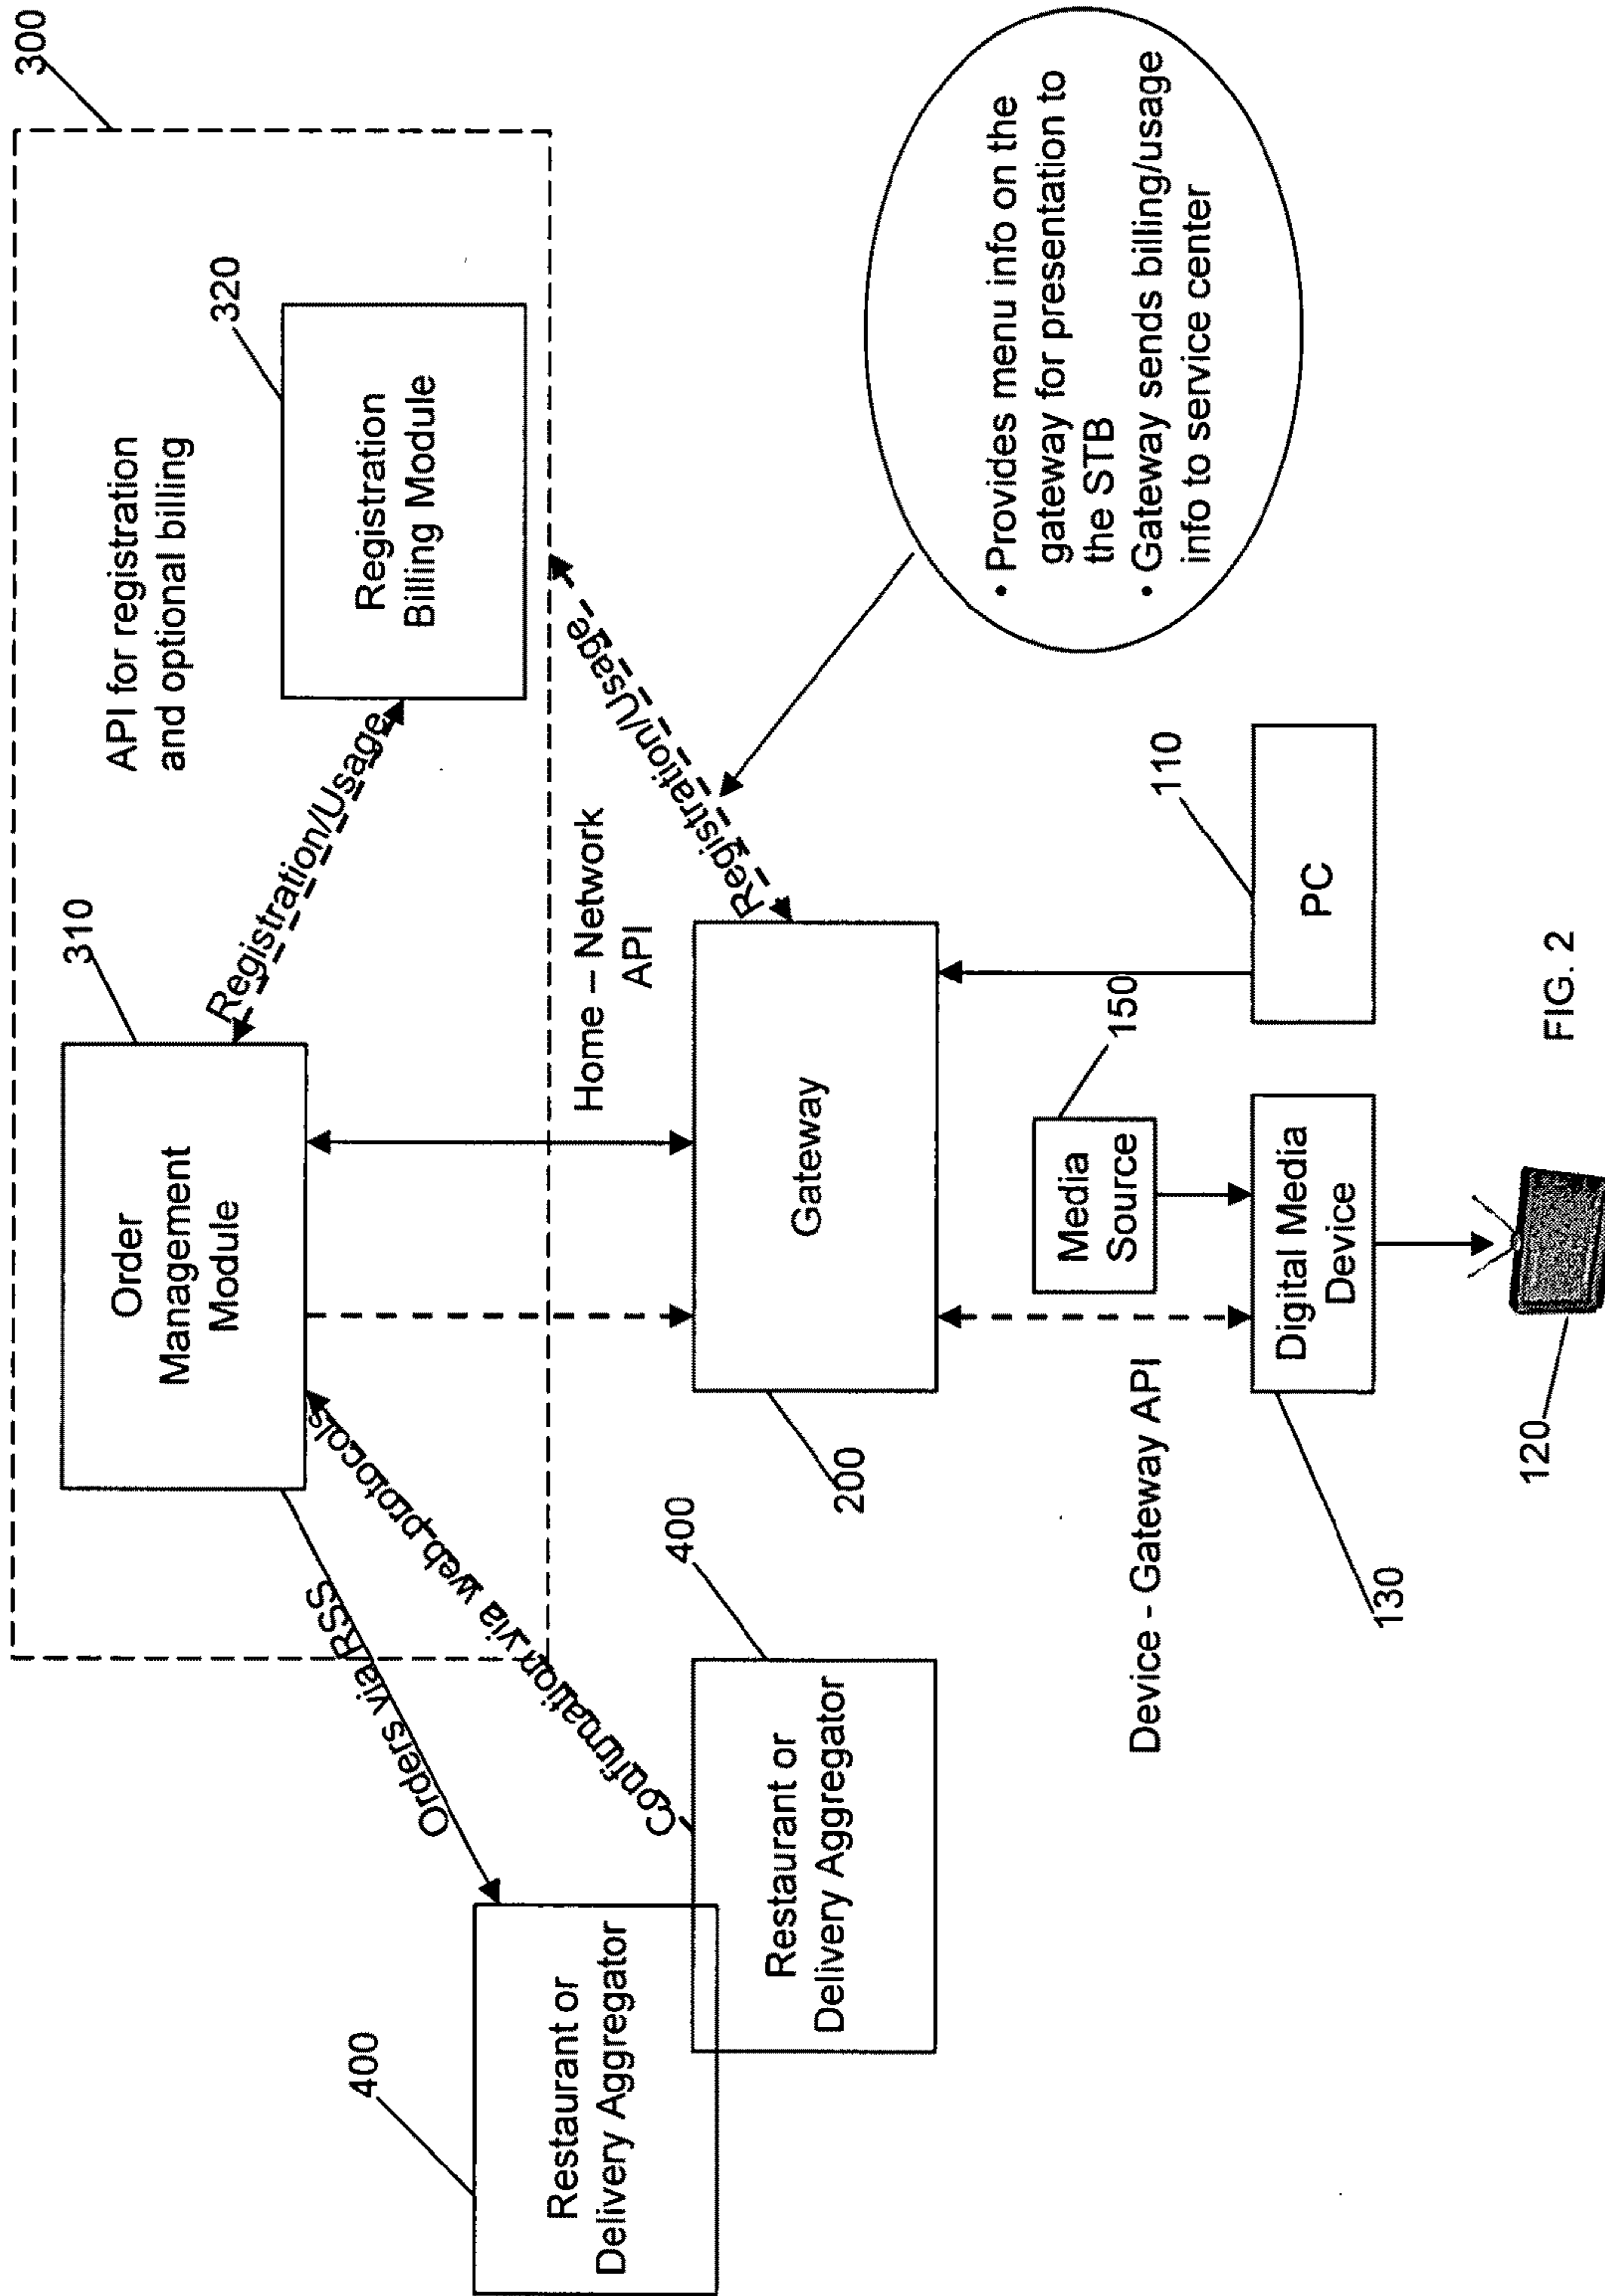 300
API for registration
and optional billing
320
Registration
Billing Module
Registration/Usage
310
Order
Management
Module
Orders via RSS
Confirmation via web protocols
400
Restaurant or
Delivery Aggregator
400
Restaurant or
Delivery Aggregator
Home – Network
API
Registration/Usage
• Provides menu info on the
gateway for presentation to
the STB
• Gateway sends billing/usage
info to service center
Gateway
200
Device - Gateway API
Media
Source
150
110
PC
Digital Media
Device
130
120
FIG. 2